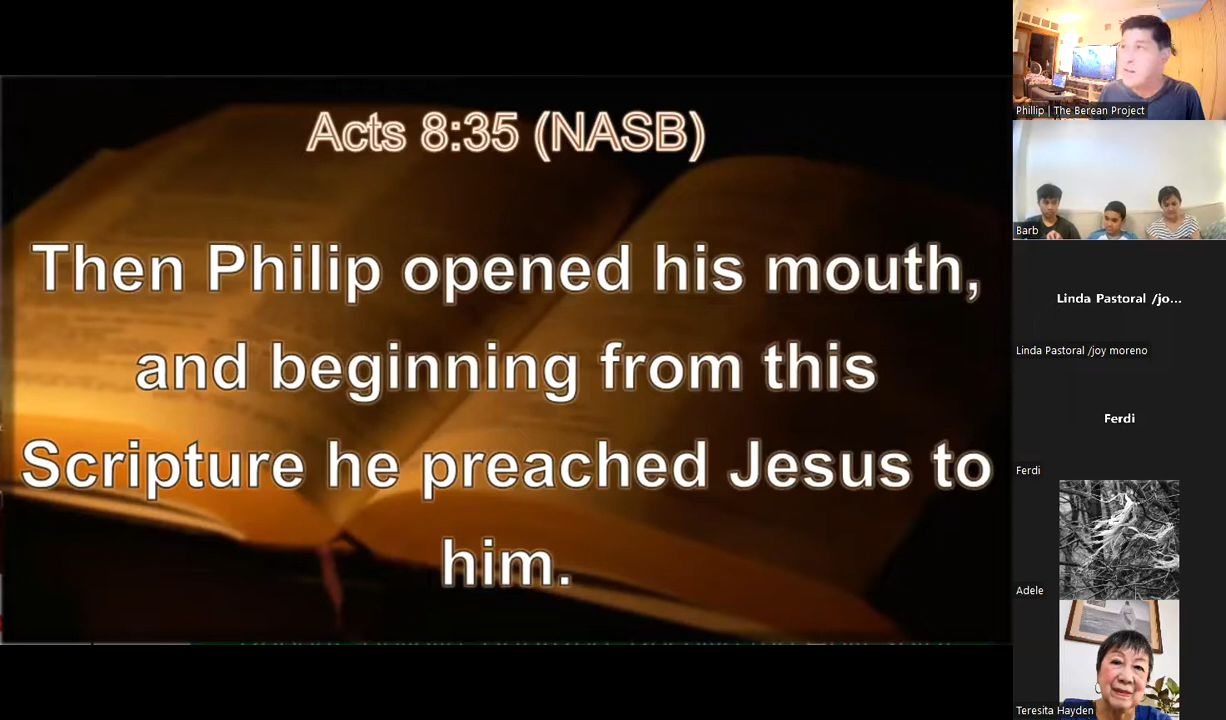 Acts 8:35 (NASB)
Then Philip opened his mouth,
and beginning from this
Scripture he preached Jesus to
him.
Phillip | The Berean Project
Barb
Linda Pastoral /jo...
Linda Pastoral /joy moreno
Ferdi
Ferdi
Adele
Teresita Hayden